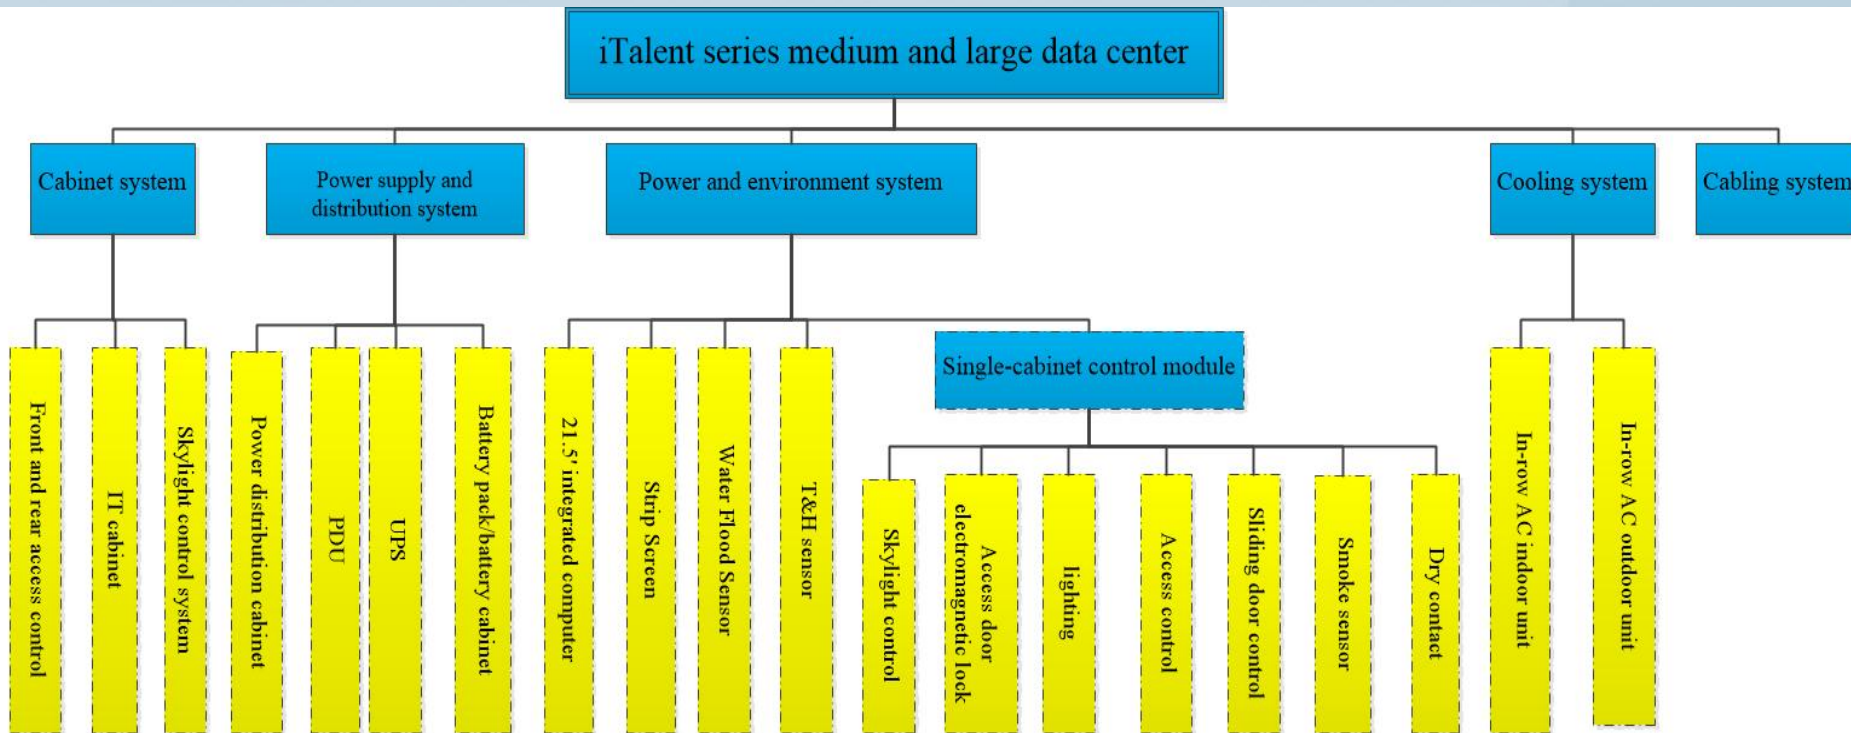 iTalent series medium and large data center
Cabinet system
Power supply and
distribution system
Power and environment system
Cooling system
Cabling system
Single-cabinet control module
Front and rear access control
IT cabinet
Skylight control system
Power distribution cabinet
PDU
UPS
Battery pack/battery cabinet
21.5' integrated computer
Strip Screen
Water Flood Sensor
T&H sensor
Skylight control
Access door
electromagnetic lock
lighting
Access control
Sliding door control
Smoke sensor
Dry contact
In-row AC indoor unit
In-row AC outdoor unit